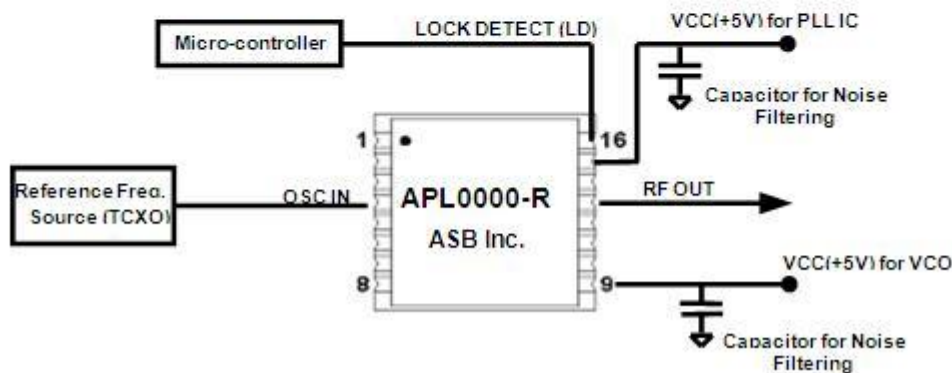 VCC(+5V) for PLL IC
Micro-controller
LOCK DETECT (LD)
Capacitor for Noise
Filtering
1
16
Reference Freq.
Source (TCXO)
OSC IN
APL0000-R
ASB Inc.
RF OUT
8
9
VCC(+5V) for VCO
Capacitor for Noise
Filtering